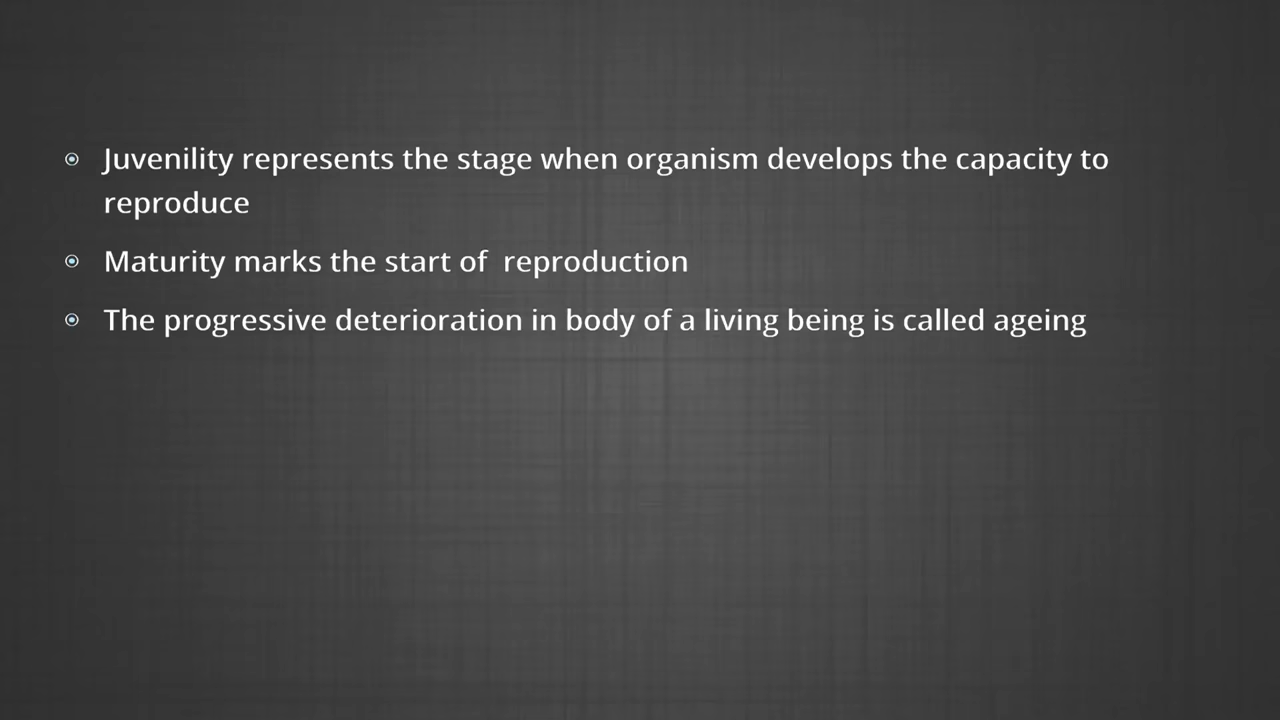 Juvenility represents the stage when organism develops the capacity to
reproduce
Maturity marks the start of  reproduction
The progressive deterioration in body of a living being is called ageing